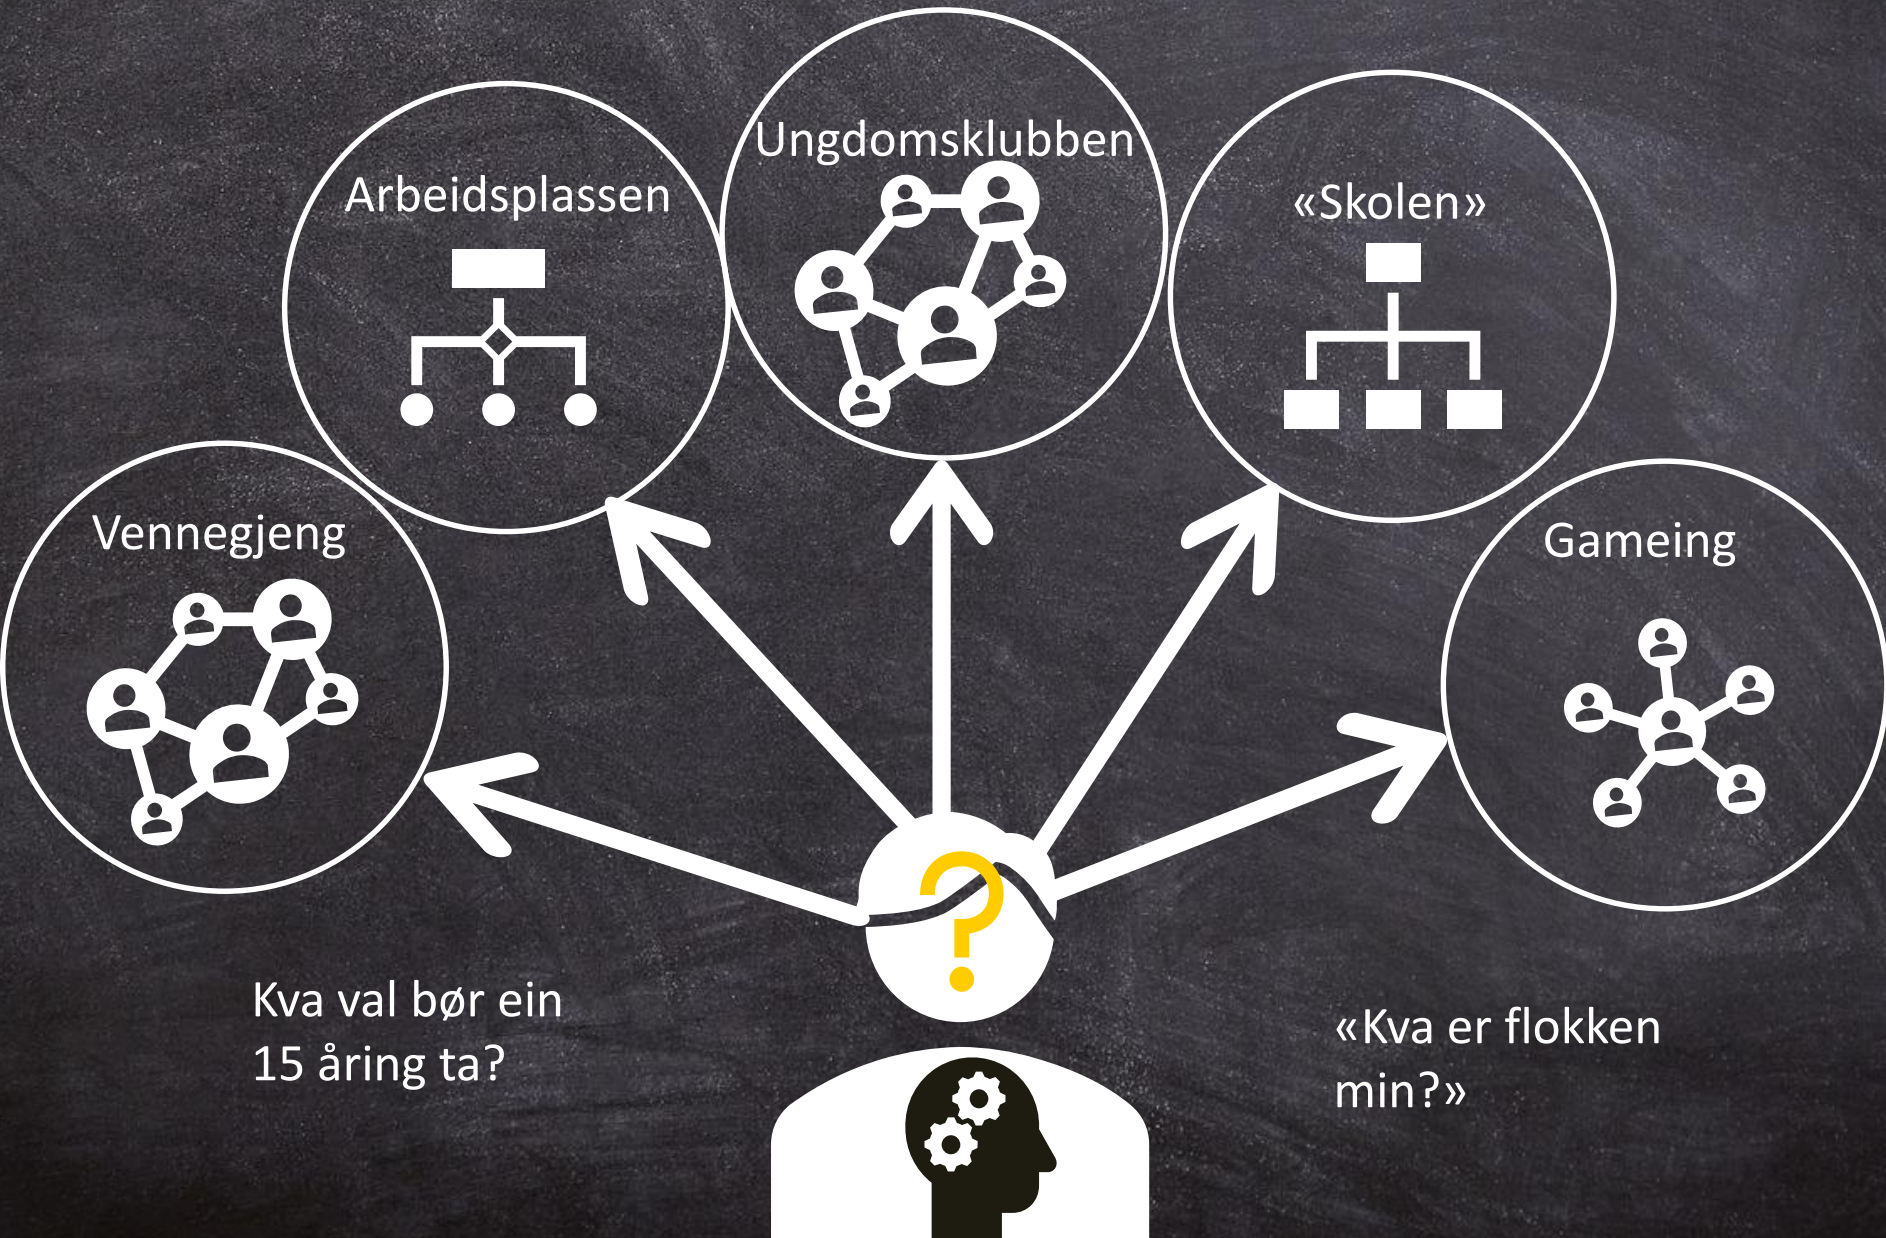 Ungdomsklubben
Arbeidsplassen
«Skolen»
Vennegjeng
Gameing
?
Kva val bør ein
15 åring ta?
«Kva er flokken
min?»